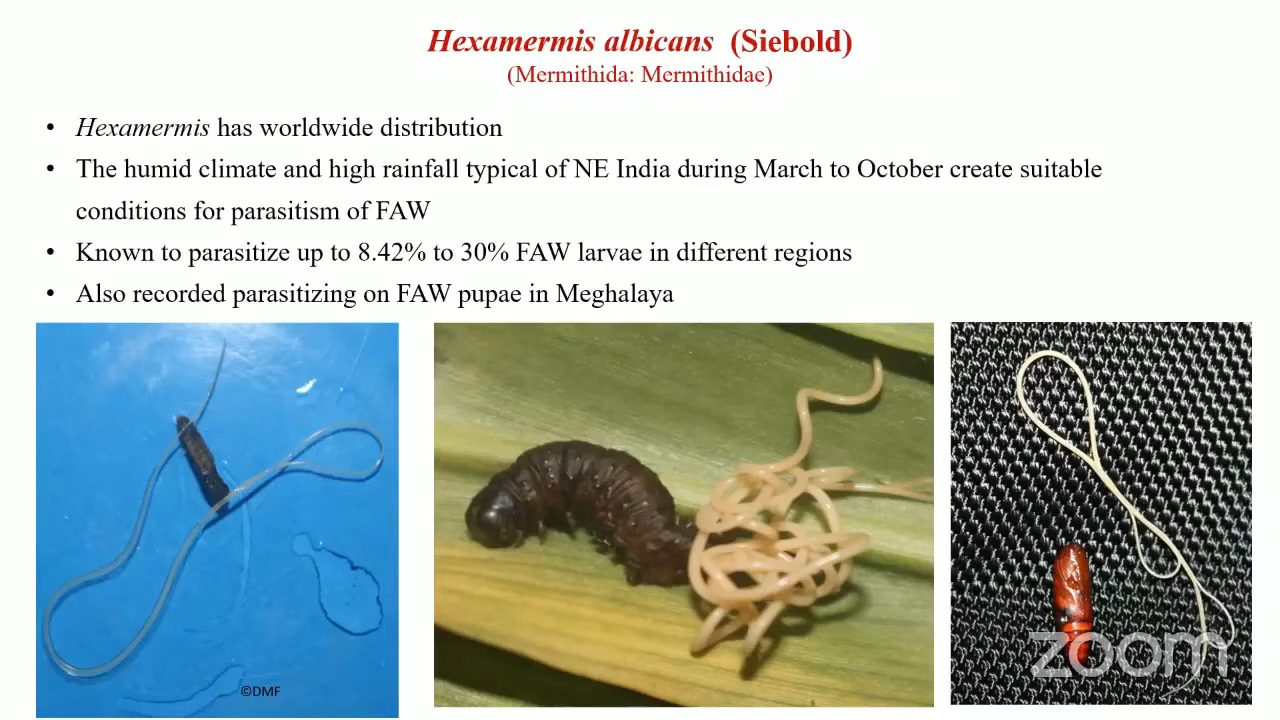 Hexamermis albicans (Siebold)
(Mermithida: Mermithidae)
• Hexamermis has worldwide distribution
• The humid climate and high rainfall typical of NE India during March to October create suitable
conditions for parasitism of FAW
• Known to parasitize up to 8.42% to 30% FAW larvae in different regions
• Also recorded parasitizing on FAW pupae in Meghalaya
©DMF
zoom